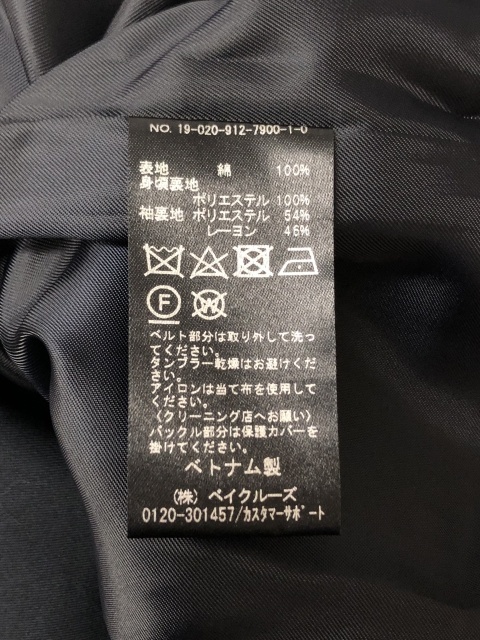 NO. 19-020-912-7900-1-0
表地 綿 100%
身頃裏地
ポリエステル 100%
袖裏地 ポリエステル 54%
レーヨン 46%
F W
ベルト部分は取り外して洗っ
てください。
タンブラー乾燥はお避けくだ
さい。
アイロンは当て布を使用して
ください。
〈クリーニング店へお願い〉
バックル部分は保護カバーを
掛けてください。
ベトナム製
(株) ベイクルーズ
0120-301457/カスタマーサポート